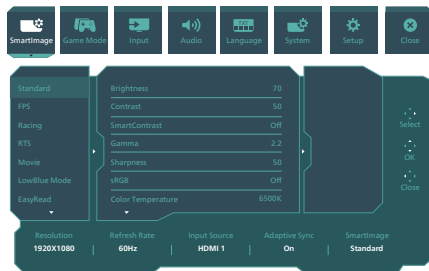 SmartImage
Game Mode
Input
Audio
TXT
Language
System
Setup
Close
Standard
FPS
Racing
RTS
Movie
LowBlue Mode
EasyRead
Brightness 70
Contrast 50
SmartContrast Off
Gamma 2.2
Sharpness 50
sRGB Off
Color Temperature 6500K
Select
OK
Close
Resolution Refresh Rate Input Source Adaptive Sync SmartImage
1920X1080 | 60Hz | HDMI 1 | On | Standard